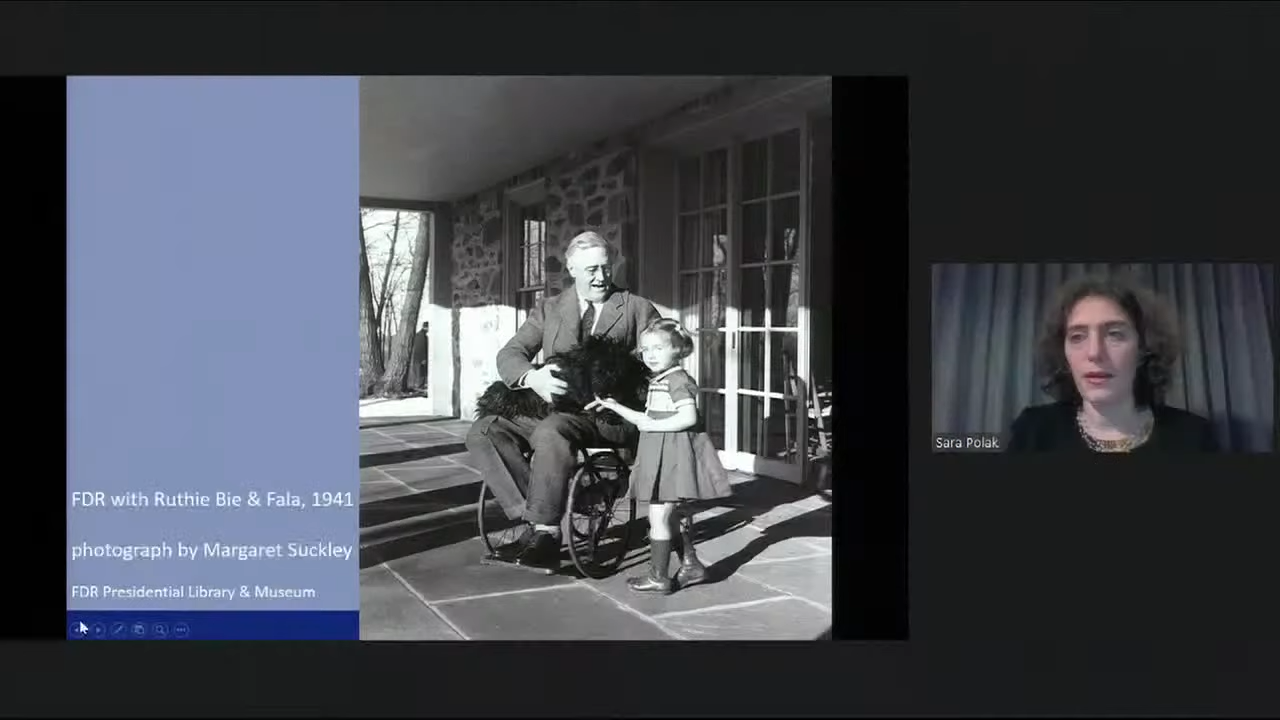 FDR with Ruthie Bie & Fala, 1941
photograph by Margaret Suckley
FDR Presidential Library & Museum
Sara Polak